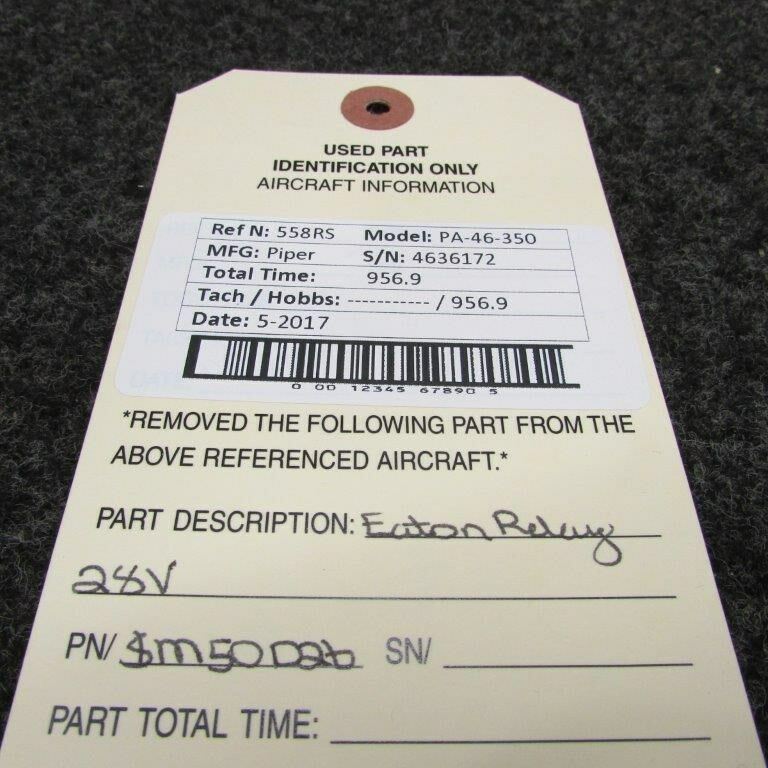 USED PART
IDENTIFICATION ONLY
AIRCRAFT INFORMATION
Ref N: 558RS Model: PA-46-350
MFG: Piper S/N: 4636172
Total Time: 956.9
Tach / Hobbs: ----------- / 956.9
Date: 5-2017
0 00 12345 67890 5
*REMOVED THE FOLLOWING PART FROM THE
ABOVE REFERENCED AIRCRAFT.*
PART DESCRIPTION: Eaton Relay
28V
PN/ SM50D26 SN/
PART TOTAL TIME: